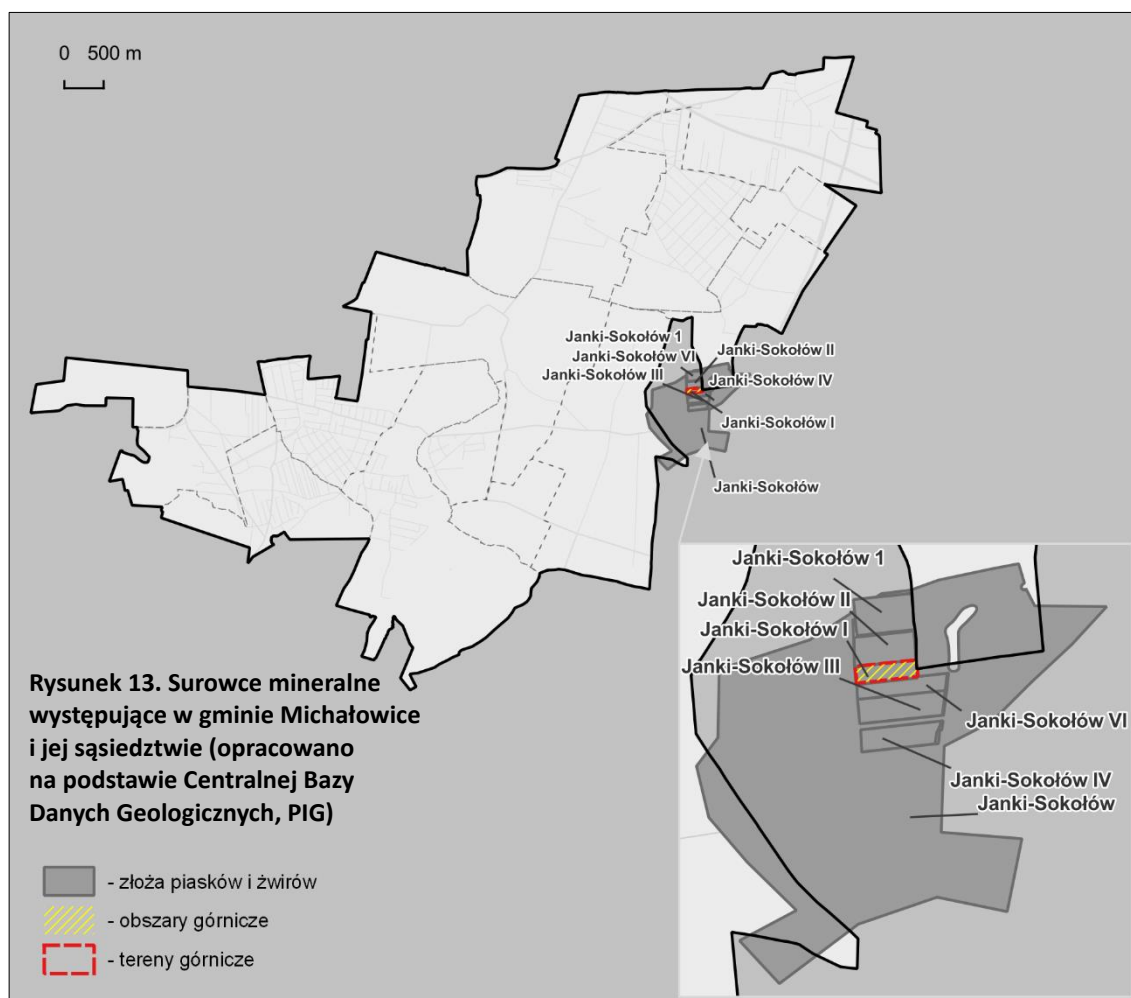 0 500 m
Janki-Sokołów 1
Janki-Sokołów VI
Janki-Sokołów II
Janki-Sokołów III
Janki-Sokołów IV
Janki-Sokołów I
Janki-Sokołów
Janki-Sokołów 1
Janki-Sokołów II
Janki-Sokołów I
Janki-Sokołów III
Janki-Sokołów VI
Janki-Sokołów IV
Janki-Sokołów
Rysunek 13. Surowce mineralne
występujące w gminie Michałowice
i jej sąsiedztwie (opracowano
na podstawie Centralnej Bazy
Danych Geologicznych, PIG)
- złoża piasków i żwirów
- obszary górnicze
- tereny górnicze